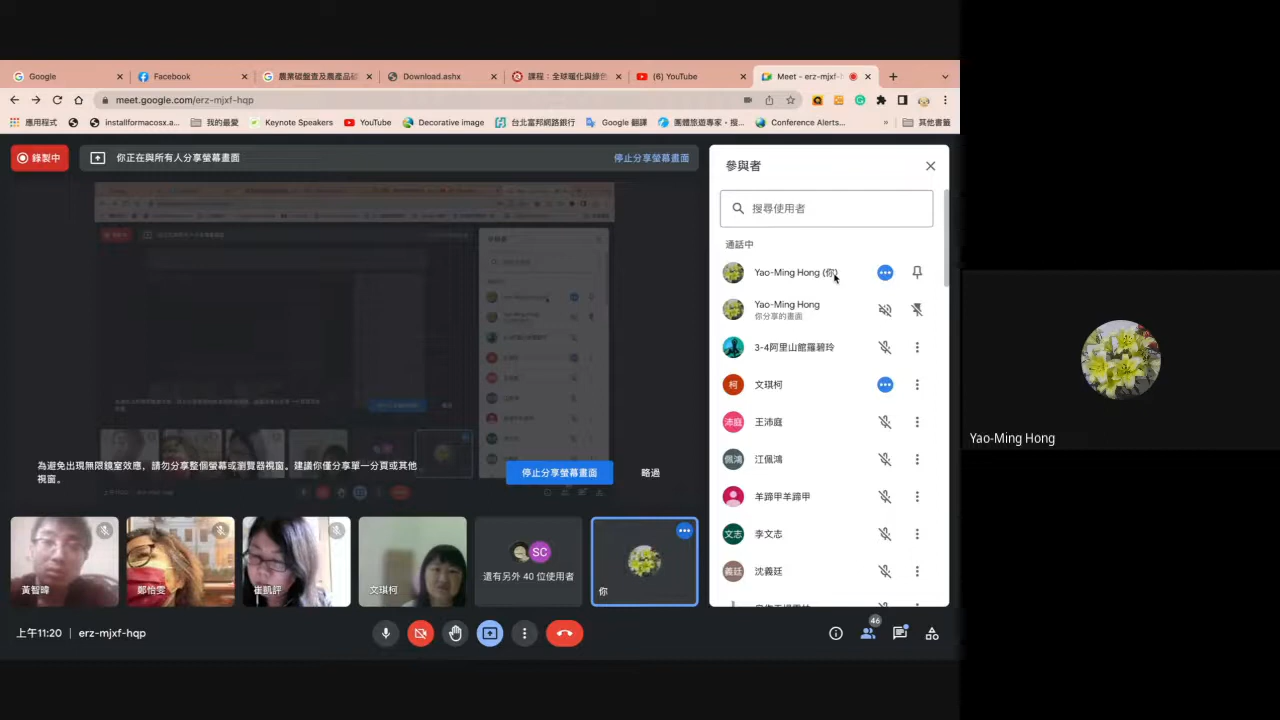 Google
Facebook
農業碳盤查及農產品碳
Download.ashx
課程：全球暖化與綠色
(6) YouTube
Meet - erz-mjxf-
meet.google.com/erz-mjxf-hqp
應用程式
installformacosx.a...
我的最愛
Keynote Speakers
YouTube
Decorative image
台北富邦網路銀行
Google 翻譯
團體旅遊專家・搜...
Conference Alerts...
»
其他書籤
錄製中
你正在與所有人分享螢幕畫面
停止分享螢幕畫面
參與者
搜尋使用者
通話中
Yao-Ming Hong (你)
Yao-Ming Hong
你分享的畫面
3-4阿里山館羅碧玲
柯
文琪柯
沛庭
王沛庭
佩鴻
江佩鴻
羊蹄甲羊蹄甲
文志
李文志
義廷
沈義廷
為避免出現無限鏡室效應，請勿分享整個螢幕或瀏覽器視窗。建議你僅分享單一分頁或其他
視窗。
停止分享螢幕畫面
略過
黃智暐
鄭怡雯
崔凱評
文琪柯
SC
還有另外 40 位使用者
你
上午11:20
erz-mjxf-hqp
46
Yao-Ming Hong